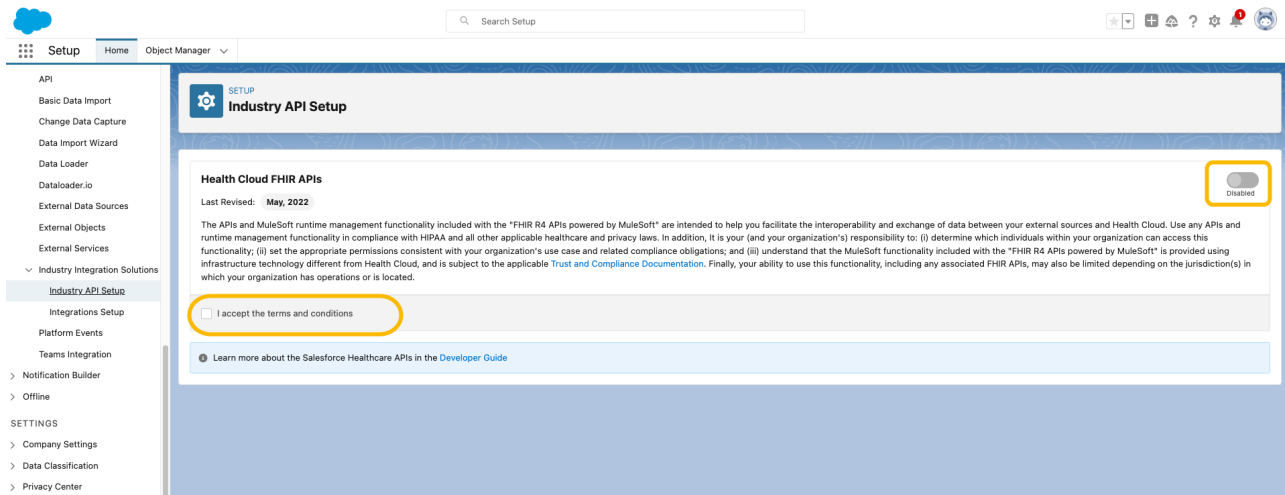 Search Setup
1
Setup
Home
Object Manager
API
Basic Data Import
Change Data Capture
Data Import Wizard
Data Loader
Dataloader.io
External Data Sources
External Objects
External Services
Industry Integration Solutions
Industry API Setup
Integrations Setup
Platform Events
Teams Integration
Notification Builder
Offline
SETTINGS
Company Settings
Data Classification
Privacy Center
SETUP
Industry API Setup
Health Cloud FHIR APIs
Disabled
Last Revised: May, 2022
The APIs and MuleSoft runtime management functionality included with the "FHIR R4 APIs powered by MuleSoft" are intended to help you facilitate the interoperability and exchange of data between your external sources and Health Cloud. Use any APIs and
runtime management functionality in compliance with HIPAA and all other applicable healthcare and privacy laws. In addition, It is your (and your organization's) responsibility to: (i) determine which individuals within your organization can access this
functionality; (ii) set the appropriate permissions consistent with your organization's use case and related compliance obligations; and (iii) understand that the MuleSoft functionality included with the "FHIR R4 APIs powered by MuleSoft" is provided using
infrastructure technology different from Health Cloud, and is subject to the applicable Trust and Compliance Documentation. Finally, your ability to use this functionality, including any associated FHIR APIs, may also be limited depending on the jurisdiction(s) in
which your organization has operations or is located.
I accept the terms and conditions
Learn more about the Salesforce Healthcare APIs in the Developer Guide